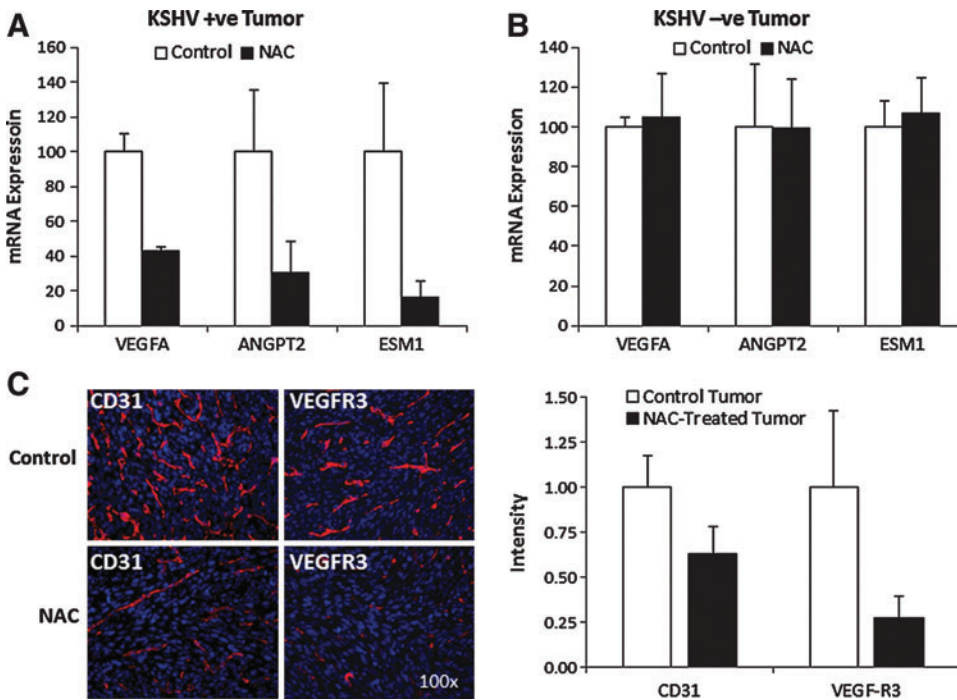 A
KSHV +ve Tumor
Control NAC
mRNA Expressoin
160
140
120
100
80
60
40
20
0
VEGFA ANGPT2 ESM1
B
KSHV –ve Tumor
Control NAC
mRNA Expression
140
120
100
80
60
40
20
0
VEGFA ANGPT2 ESM1
C
CD31 VEGFR3
Control
CD31 VEGFR3
NAC
100x
Control Tumor
NAC-Treated Tumor
Intensity
1.50
1.25
1.00
0.75
0.50
0.25
0.00
CD31 VEGF-R3